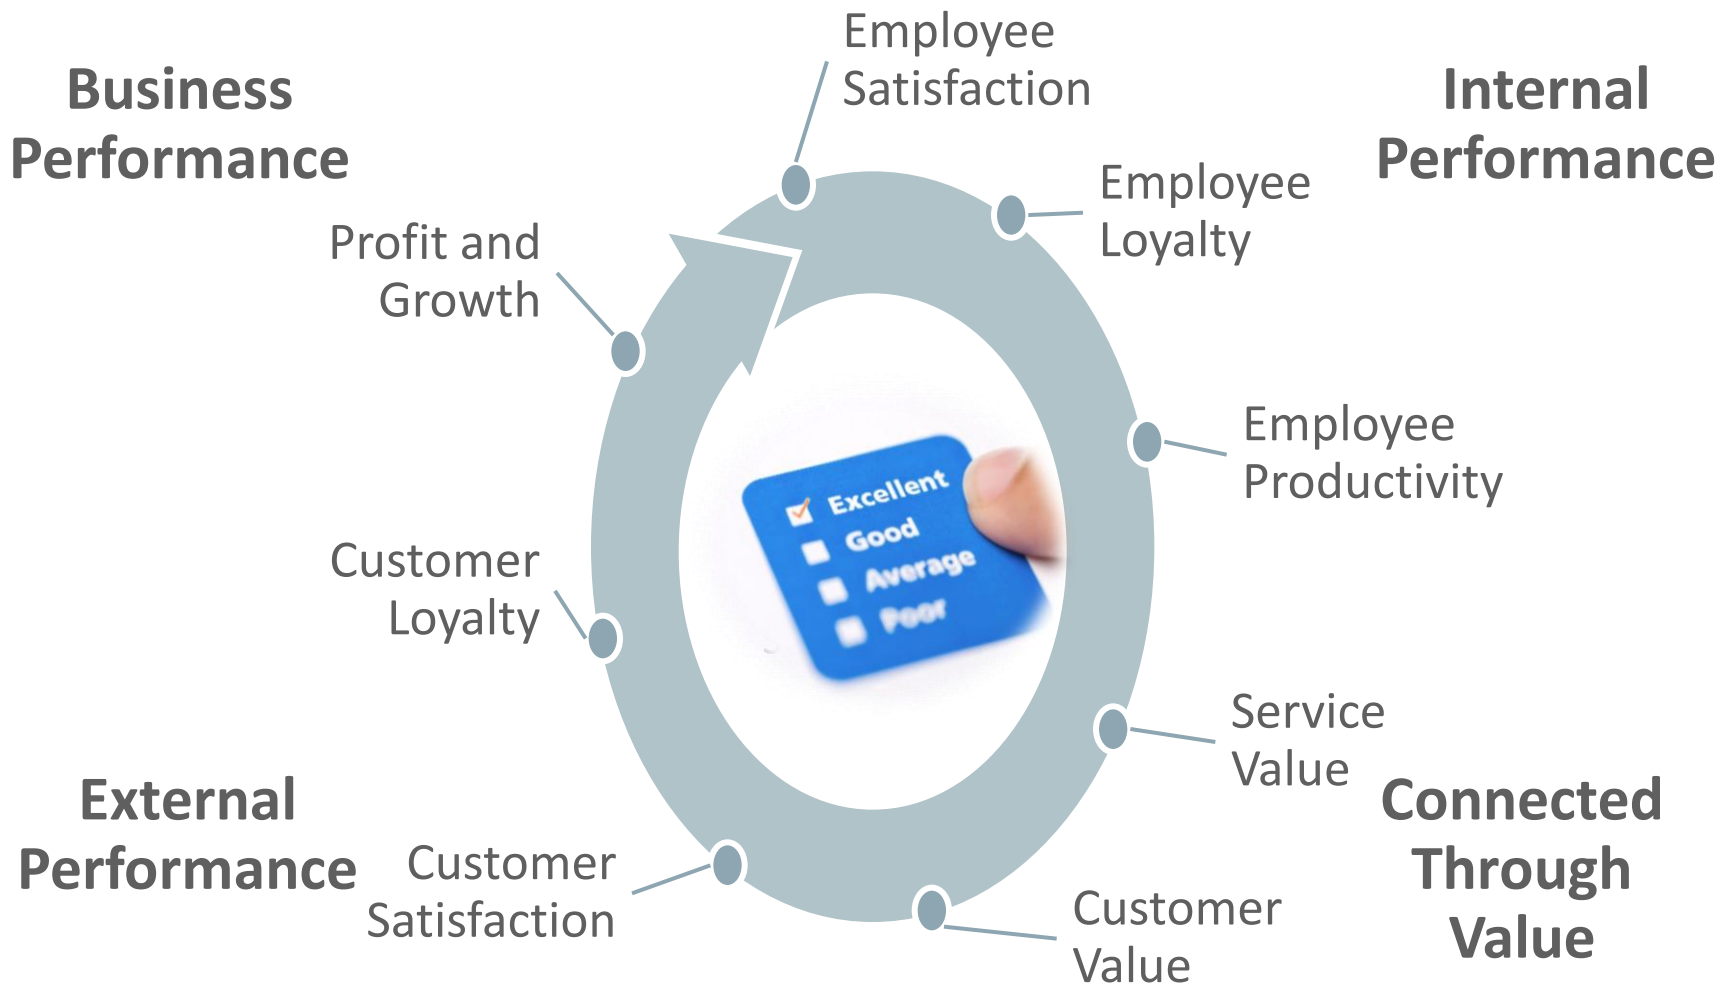 Business
Performance
Employee
Satisfaction
Internal
Performance
Employee
Loyalty
Employee
Productivity
Service
Value
Connected
Through
Value
Customer
Value
Customer
Satisfaction
External
Performance
Customer
Loyalty
Profit and
Growth
Excellent
Good
Average
Poor